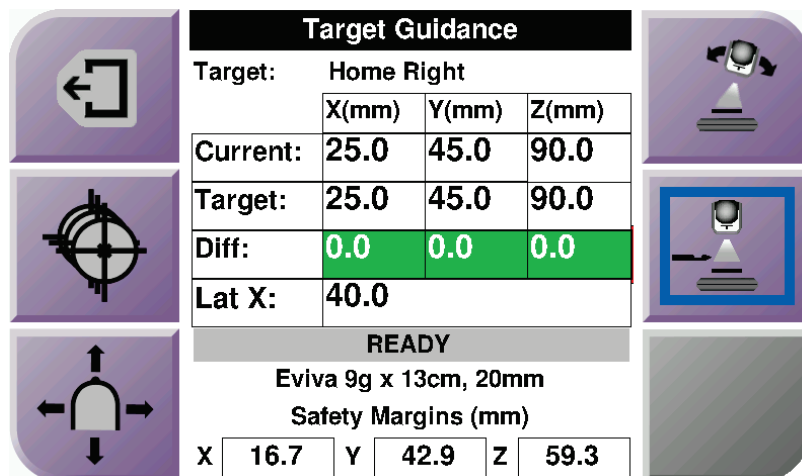 Target Guidance
Target: Home Right
X(mm) Y(mm) Z(mm)
Current: 25.0 45.0 90.0
Target: 25.0 45.0 90.0
Diff: 0.0 0.0 0.0
Lat X: 40.0
READY
Eviva 9g x 13cm, 20mm
Safety Margins (mm)
X 16.7 Y 42.9 Z 59.3